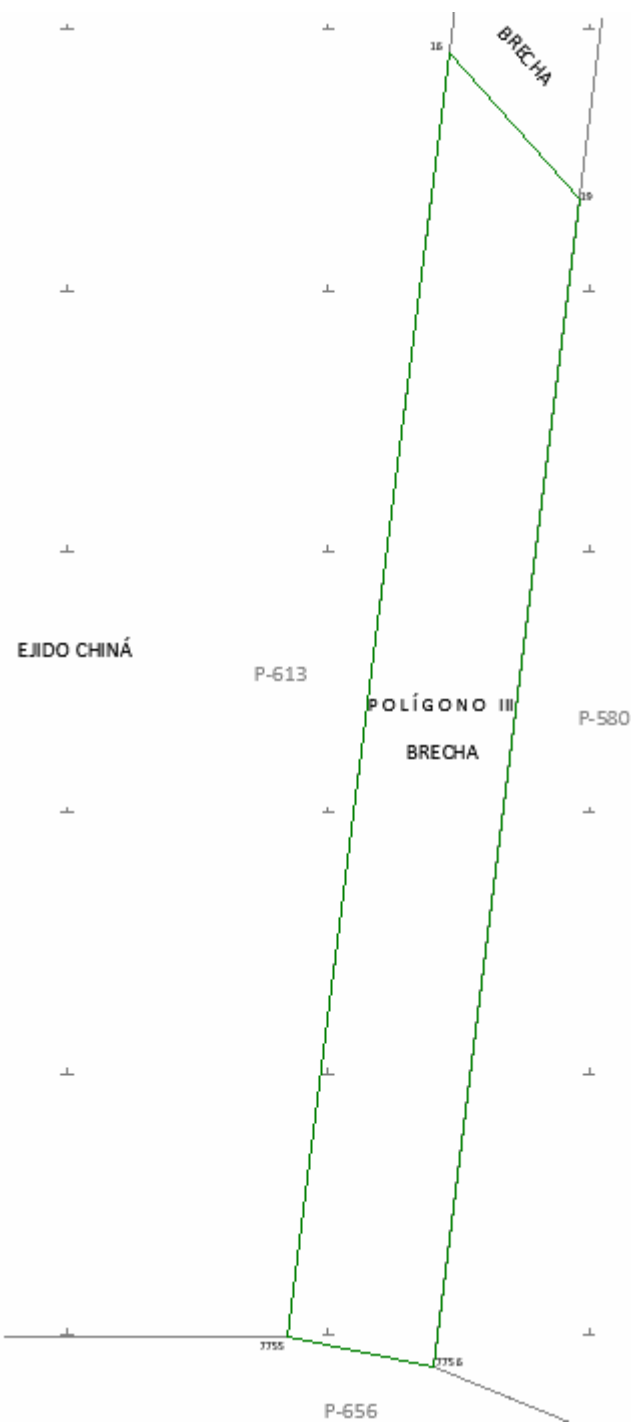 16
BRECHA
19
EJIDO CHINÁ
P-613
POLÍGONO III
P-580
BRECHA
7755
7756
P-656